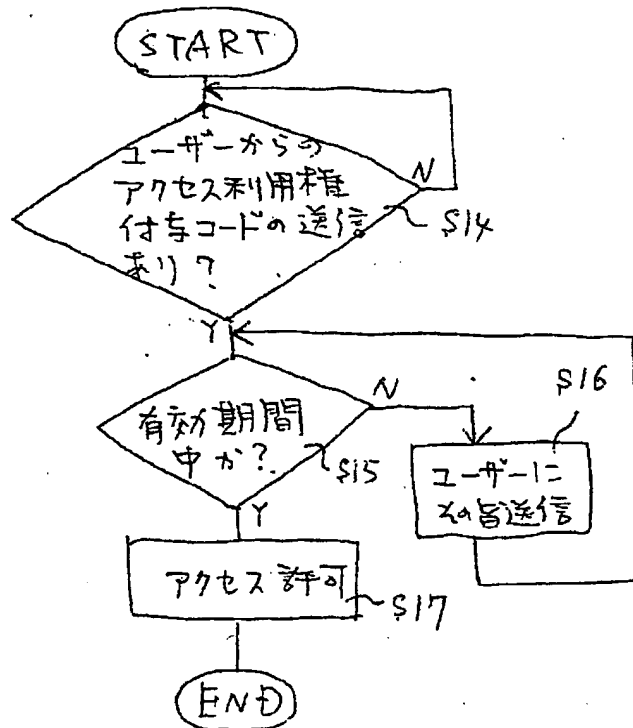 START
ユーザーからの
アクセス利用権
付与コードの送信
あり?
N
S14
Y
有効期間
中か?
N
S15
S16
ユーザーに
その旨送信
Y
アクセス許可
S17
END